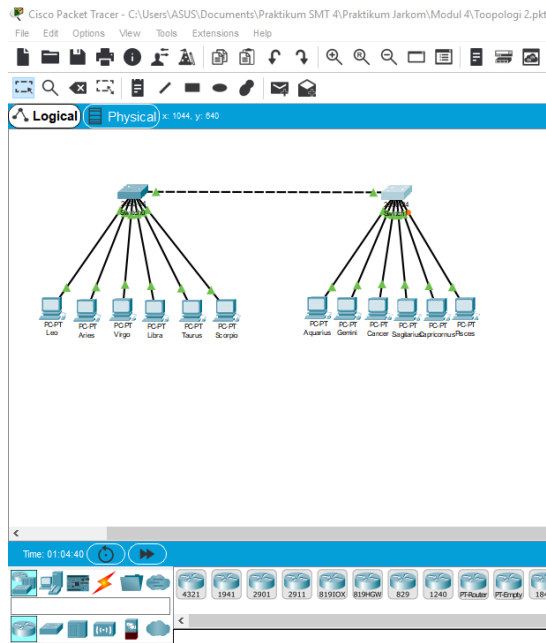 Cisco Packet Tracer - C:\Users\ASUS\Documents\Praktikum SMT 4\Praktikum Jarkom\Modul 4\Toopologi 2.pkt
File Edit Options View Tools Extensions Help
Logical Physical x: 1044, y: 640
PC-PT
Leo
PC-PT
Aries
PC-PT
Virgo
PC-PT
Libra
PC-PT
Taurus
PC-PT
Scorpio
PC-PT
Aquarius
PC-PT
Gemini
PC-PT
Cancer
PC-PT
Sagitarius
PC-PT
Capricornus
PC-PT
Pisces
Time: 01:04:40
4321 1941 2901 2911 819IOX 819HGW 829 1240 PT-Router PT-Empty 184